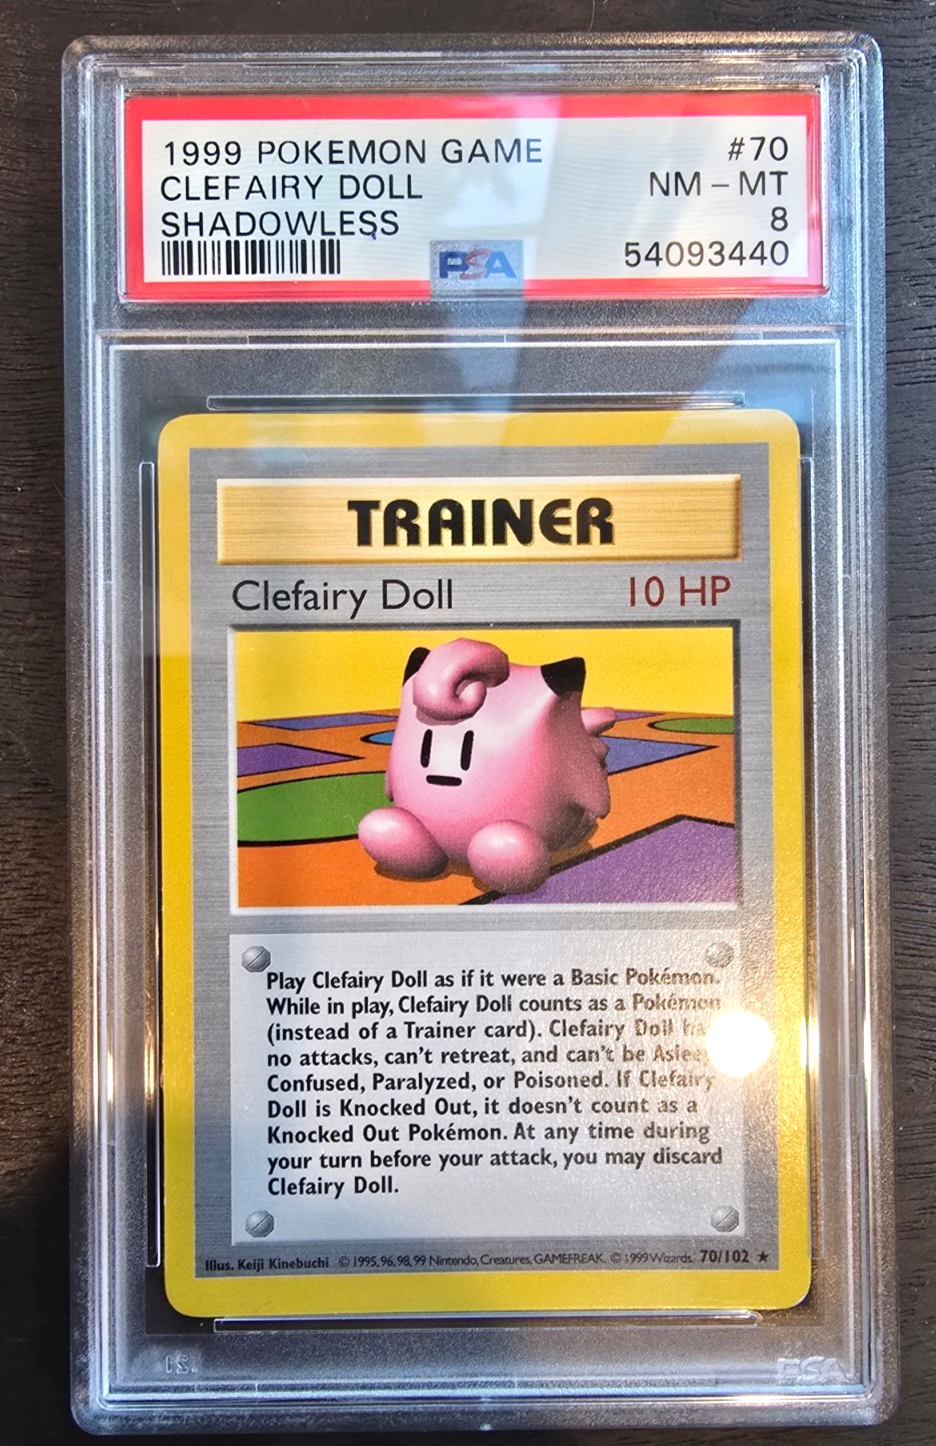 1999 POKEMON GAME #70
CLEFAIRY DOLL NM - MT
SHADOWLESS 8
PSA 54093440
TRAINER
Clefairy Doll 10 HP
Play Clefairy Doll as if it were a Basic Pokémon.
While in play, Clefairy Doll counts as a Pokémon
(instead of a Trainer card). Clefairy Doll
no attacks, can't retreat, and can't be
Confused, Paralyzed, or Poisoned. If Clefairy
Doll is Knocked Out, it doesn't count as a
Knocked Out Pokémon. At any time during
your turn before your attack, you may discard
Clefairy Doll.
Illus. Keiji Kinebuchi © 1995, 96, 98, 99 Nintendo, Creatures, GAMEFREAK. © 1999 Wizards. 70/102 ★
PSA